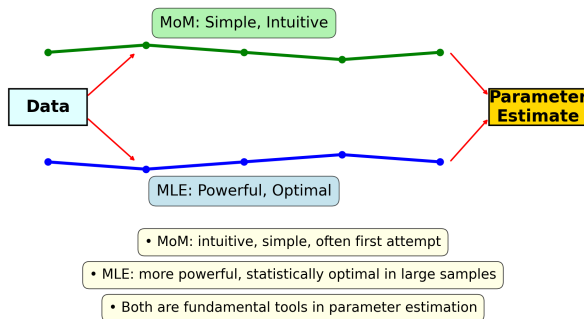 MoM: Simple, Intuitive
Data
Parameter
Estimate
MLE: Powerful, Optimal
• MoM: intuitive, simple, often first attempt
• MLE: more powerful, statistically optimal in large samples
• Both are fundamental tools in parameter estimation